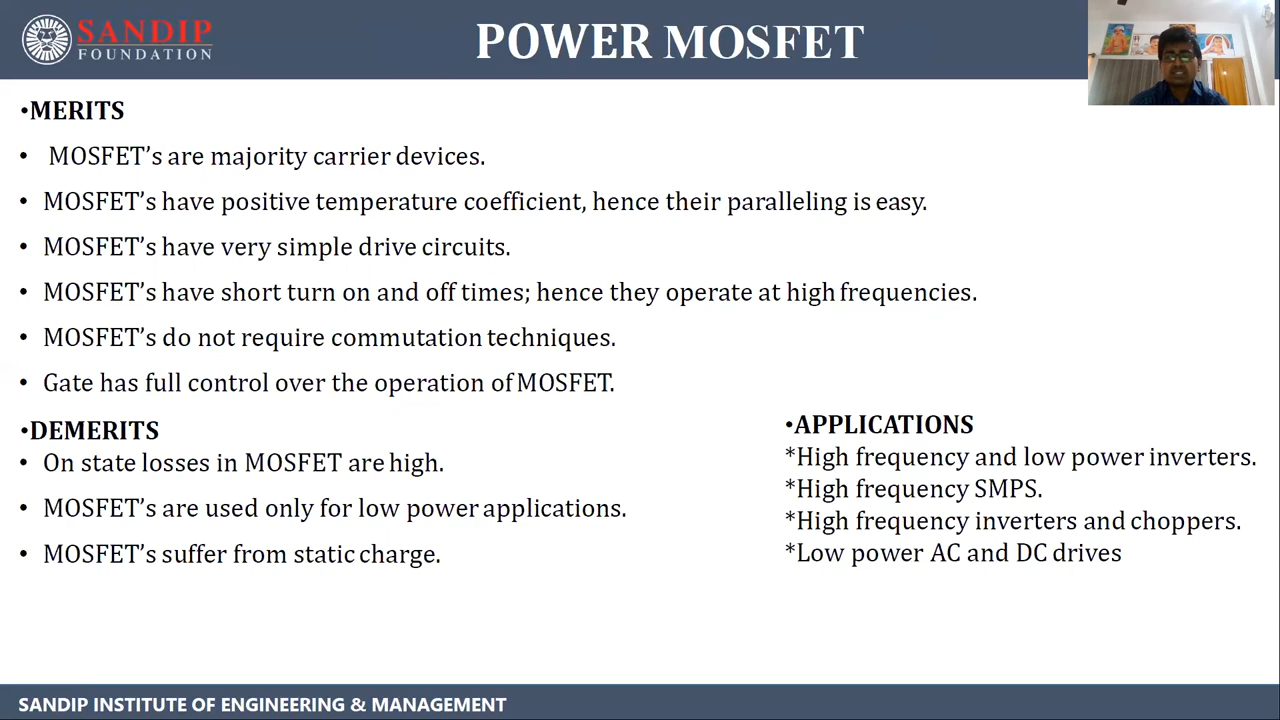 SANDIP
FOUNDATION
POWER MOSFET
•MERITS
• MOSFET’s are majority carrier devices.
• MOSFET’s have positive temperature coefficient, hence their paralleling is easy.
• MOSFET’s have very simple drive circuits.
• MOSFET’s have short turn on and off times; hence they operate at high frequencies.
• MOSFET’s do not require commutation techniques.
• Gate has full control over the operation of MOSFET.
•DEMERITS
• On state losses in MOSFET are high.
• MOSFET’s are used only for low power applications.
• MOSFET’s suffer from static charge.
•APPLICATIONS
*High frequency and low power inverters.
*High frequency SMPS.
*High frequency inverters and choppers.
*Low power AC and DC drives
SANDIP INSTITUTE OF ENGINEERING & MANAGEMENT